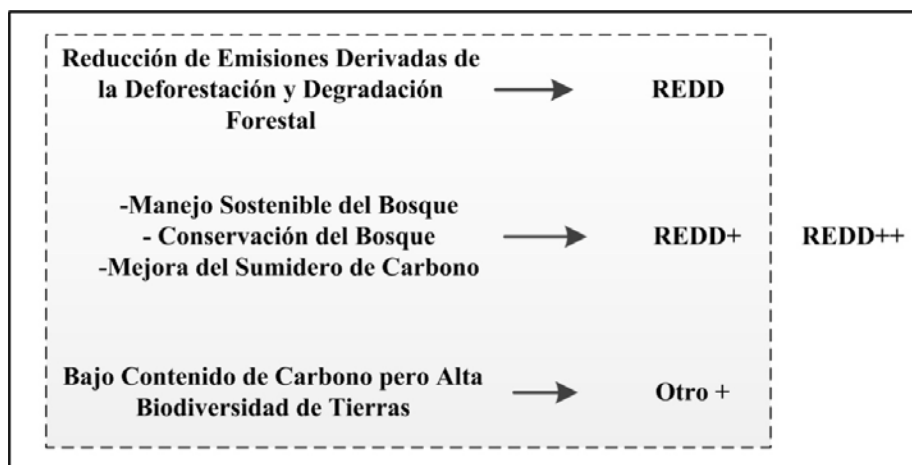 Reducción de Emisiones Derivadas de
la Deforestación y Degradación
Forestal
REDD
-Manejo Sostenible del Bosque
- Conservación del Bosque
-Mejora del Sumidero de Carbono
REDD+
REDD++
Bajo Contenido de Carbono pero Alta
Biodiversidad de Tierras
Otro +